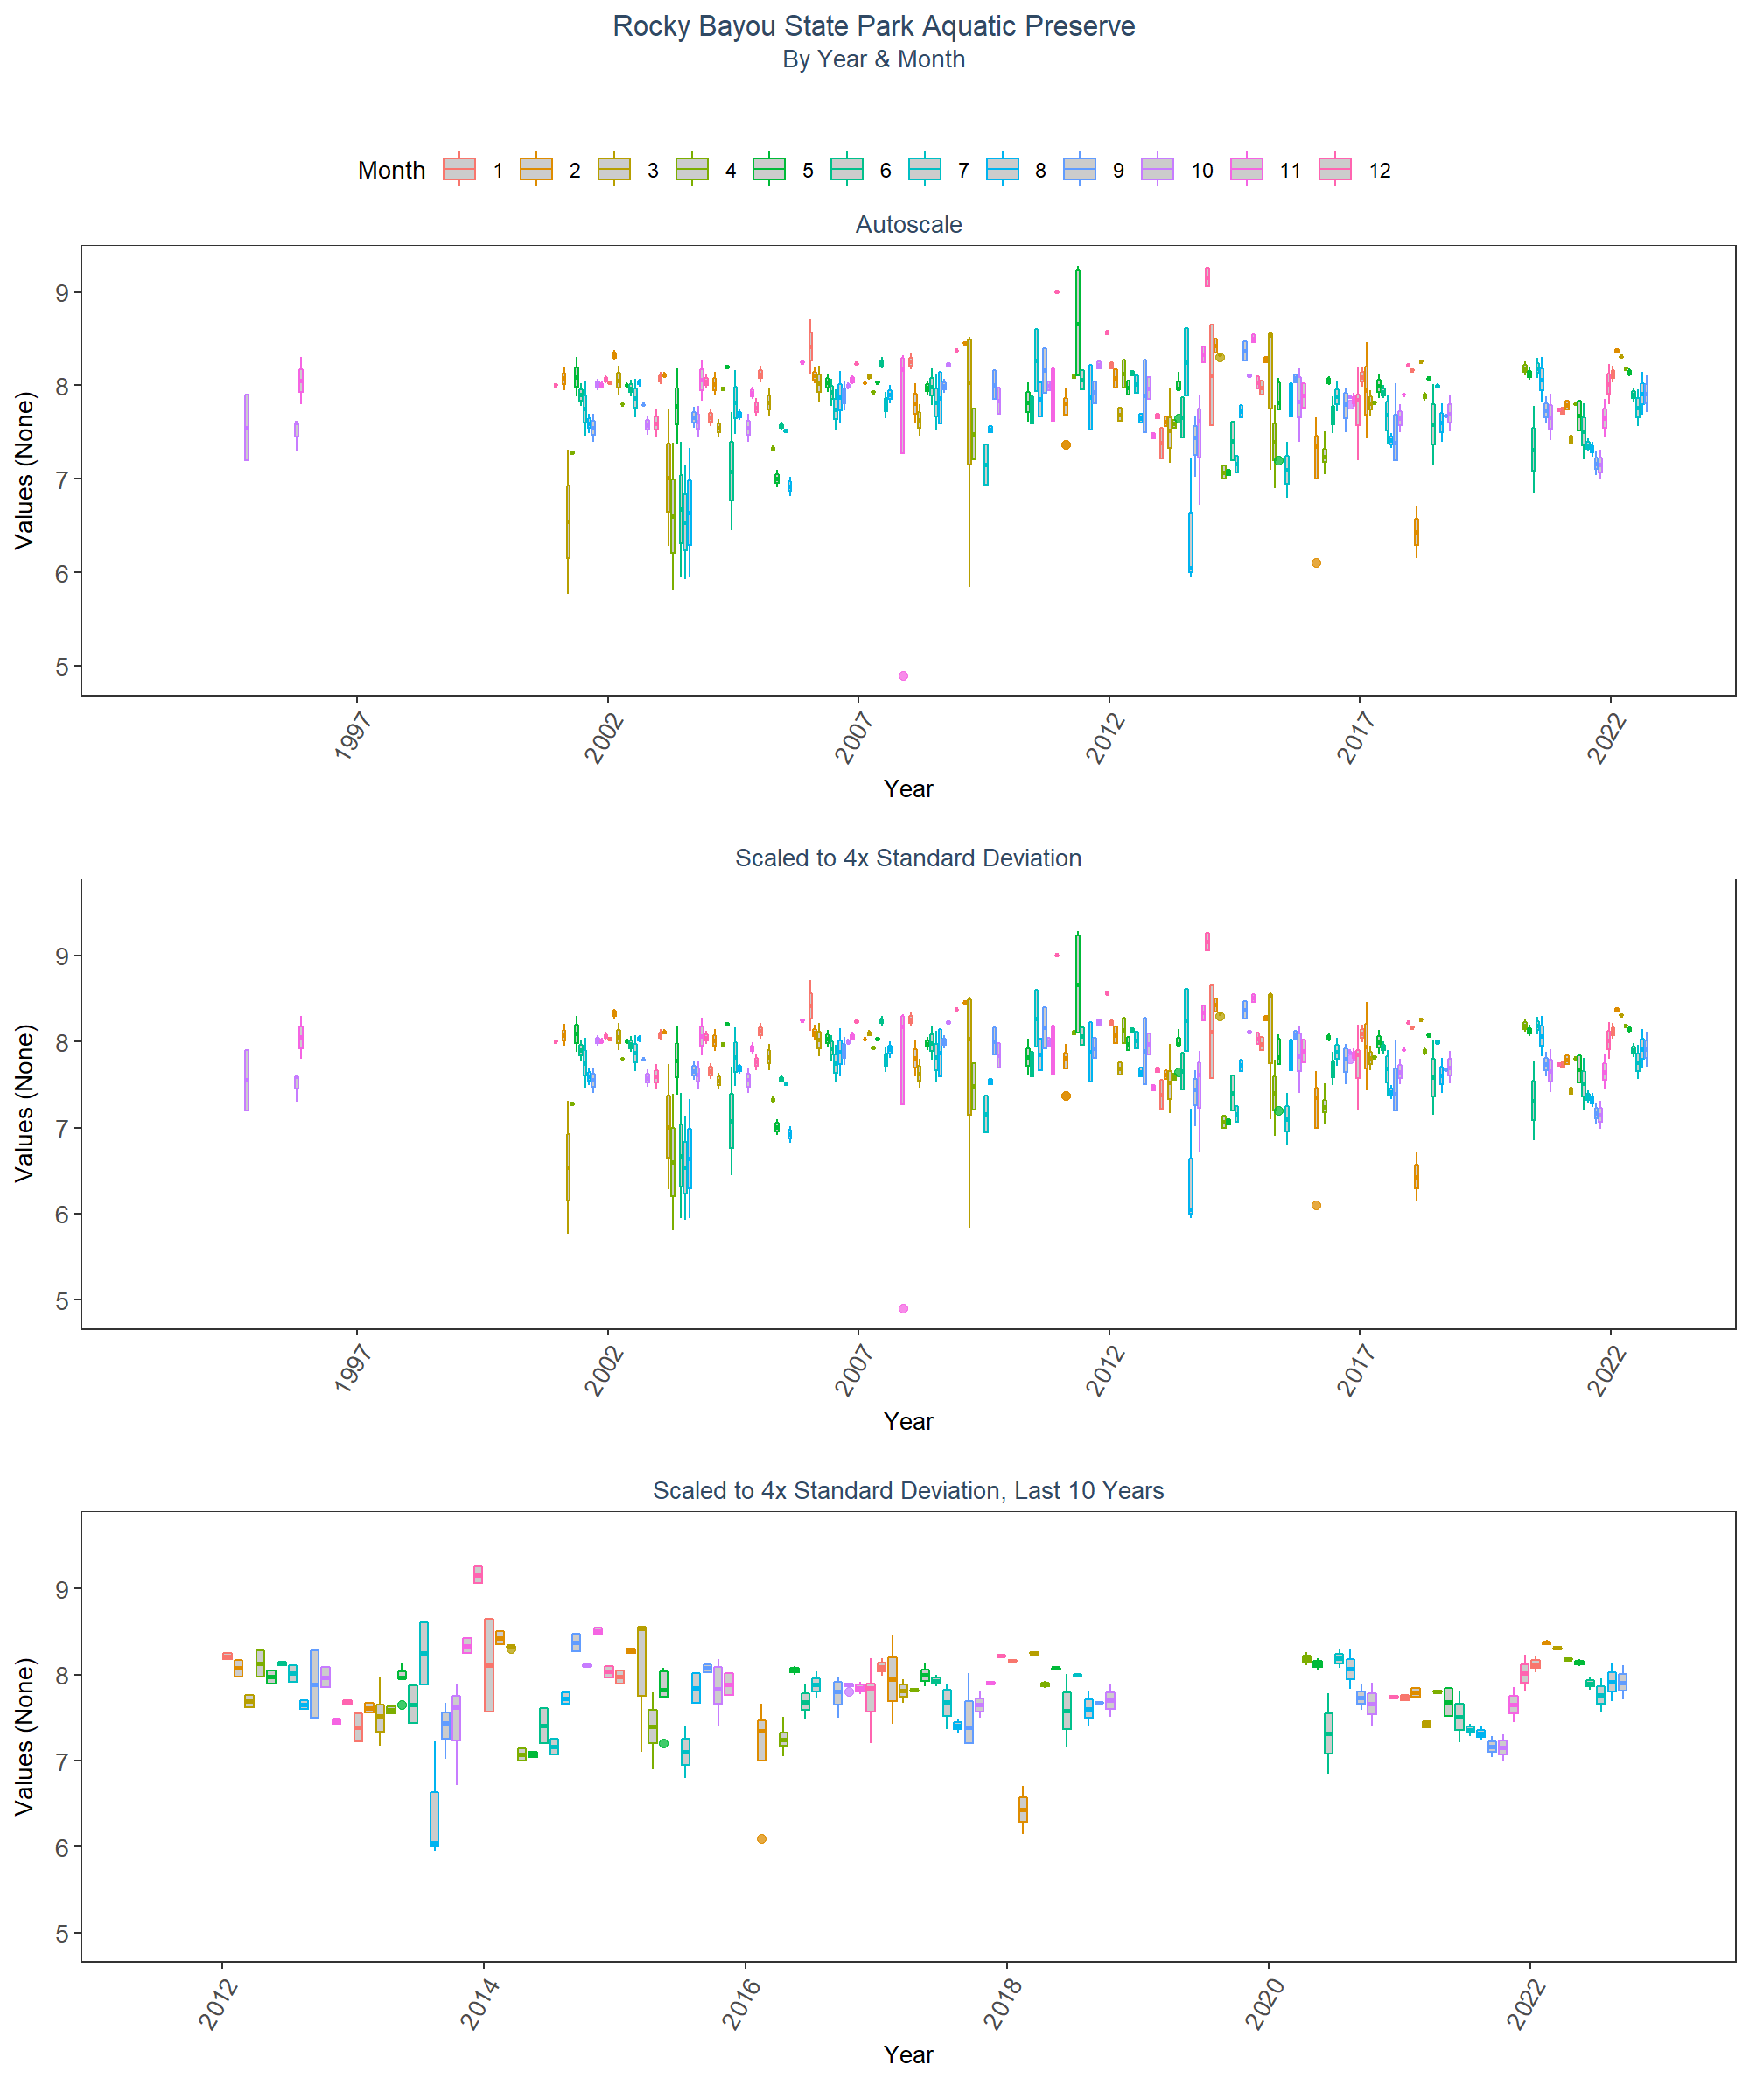 Rocky Bayou State Park Aquatic Preserve
By Year & Month
Month 1 2 3 4 5 6 7 8 9 10 11 12
Autoscale
Values (None)
9
8
7
6
5
1997 2002 2007 2012 2017 2022
Year
Scaled to 4x Standard Deviation
Values (None)
9
8
7
6
5
1997 2002 2007 2012 2017 2022
Year
Scaled to 4x Standard Deviation, Last 10 Years
Values (None)
9
8
7
6
5
2012 2014 2016 2018 2020 2022
Year